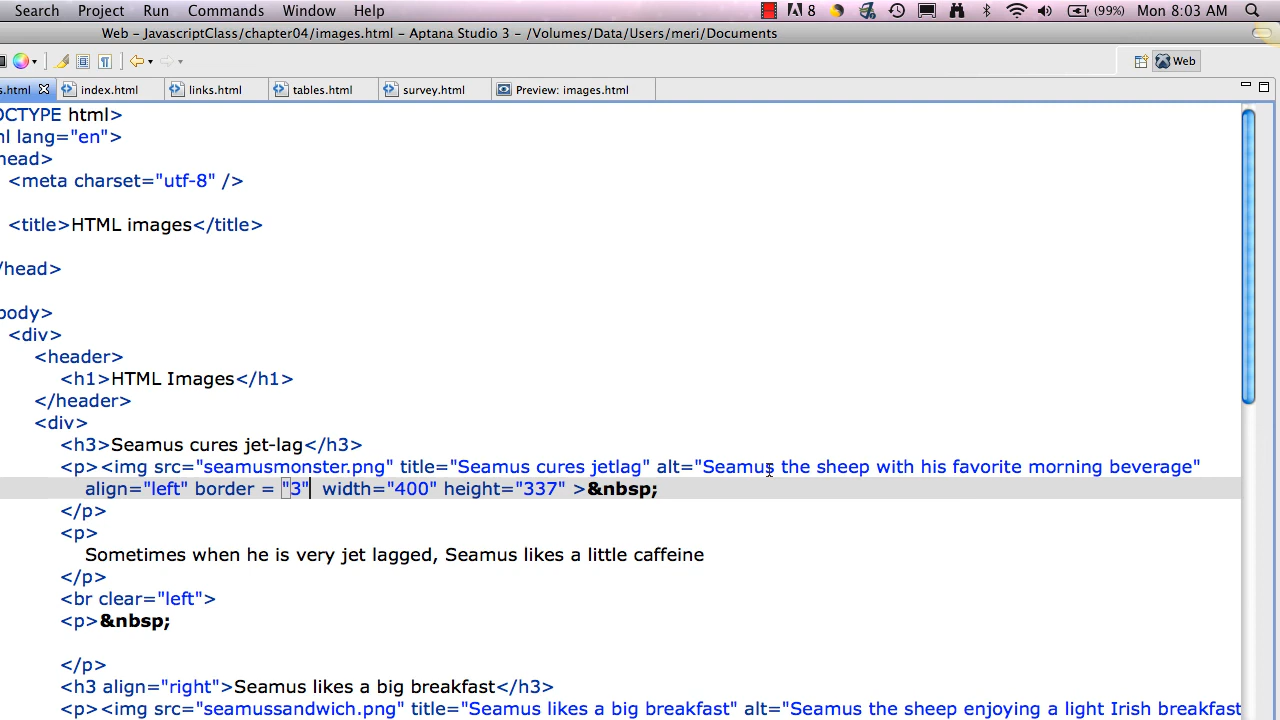 Search Project Run Commands Window Help 8 (99%) Mon 8:03 AM
Web - JavascriptClass/chapter04/images.html - Aptana Studio 3 - /Volumes/Data/Users/meri/Documents
Web
s.html index.html links.html tables.html survey.html Preview: images.html
OCTYPE html>
ml lang="en">
head>
<meta charset="utf-8" />
<title>HTML images</title>
/head>
body>
<div>
<header>
<h1>HTML Images</h1>
</header>
<div>
<h3>Seamus cures jet-lag</h3>
<p><img src="seamusmonster.png" title="Seamus cures jetlag" alt="Seamus the sheep with his favorite morning beverage"
align="left" border = "3" width="400" height="337" >&nbsp;
</p>
<p>
Sometimes when he is very jet lagged, Seamus likes a little caffeine
</p>
<br clear="left">
<p>&nbsp;
</p>
<h3 align="right">Seamus likes a big breakfast</h3>
<p><img src="seamussandwich.png" title="Seamus likes a big breakfast" alt="Seamus the sheep enjoying a light Irish breakfast